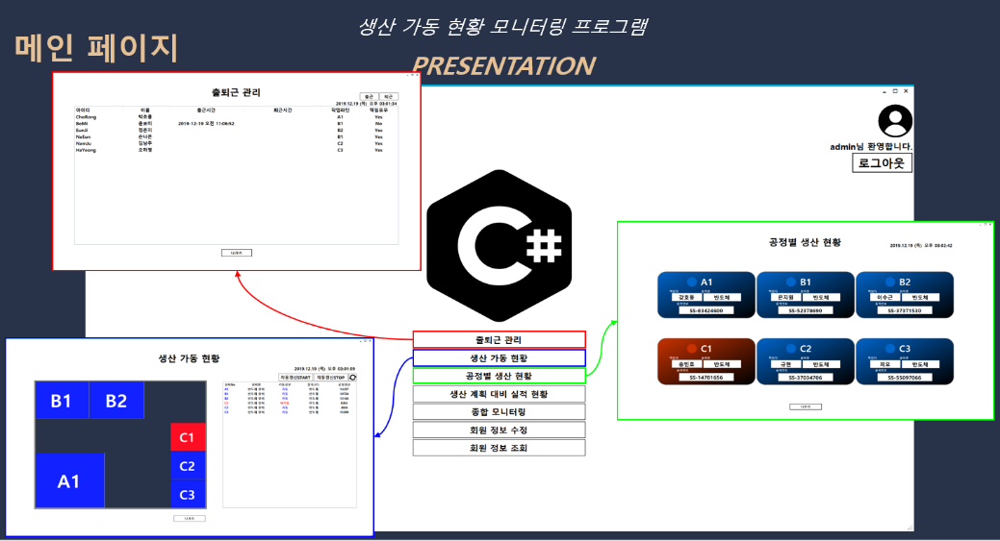 생산 가동 현황 모니터링 프로그램
메인 페이지
PRESENTATION
출퇴근 관리
출근 퇴근
2019.12.19 (목) 오후 03:01:34
아이디 이름 출근시간 퇴근시간 작업라인 책임유무
ChoRong 박초롱 A1 Yes
BoMi 윤보미 2019-12-19 오전 11:06:52 B1 No
EunJi 정은지 B2 Yes
NaEun 손나은 B1 Yes
NamJu 김남주 C2 Yes
HaYoung 오하영 C3 Yes
나가기
admin님 환영합니다.
로그아웃
C#
공정별 생산 현황
2019.12.19 (목) 오후 03:02:42
A1 B1 B2
강호동 반도체 은지원 반도체 이수근 반도체
SS-83424600 SS-52378690 SS-37371530
C1 C2 C3
송민호 반도체 규현 반도체 피오 반도체
SS-14701656 SS-37034706 SS-55097066
나가기
출퇴근 관리
생산 가동 현황
공정별 생산 현황
생산 계획 대비 실적 현황
종합 모니터링
회원 정보 수정
회원 정보 조회
생산 가동 현황
2019.12.19 (목) 오후 03:01:59
자동갱신START 자동갱신STOP
B1 B2
C1
C2
A1
C3
나가기